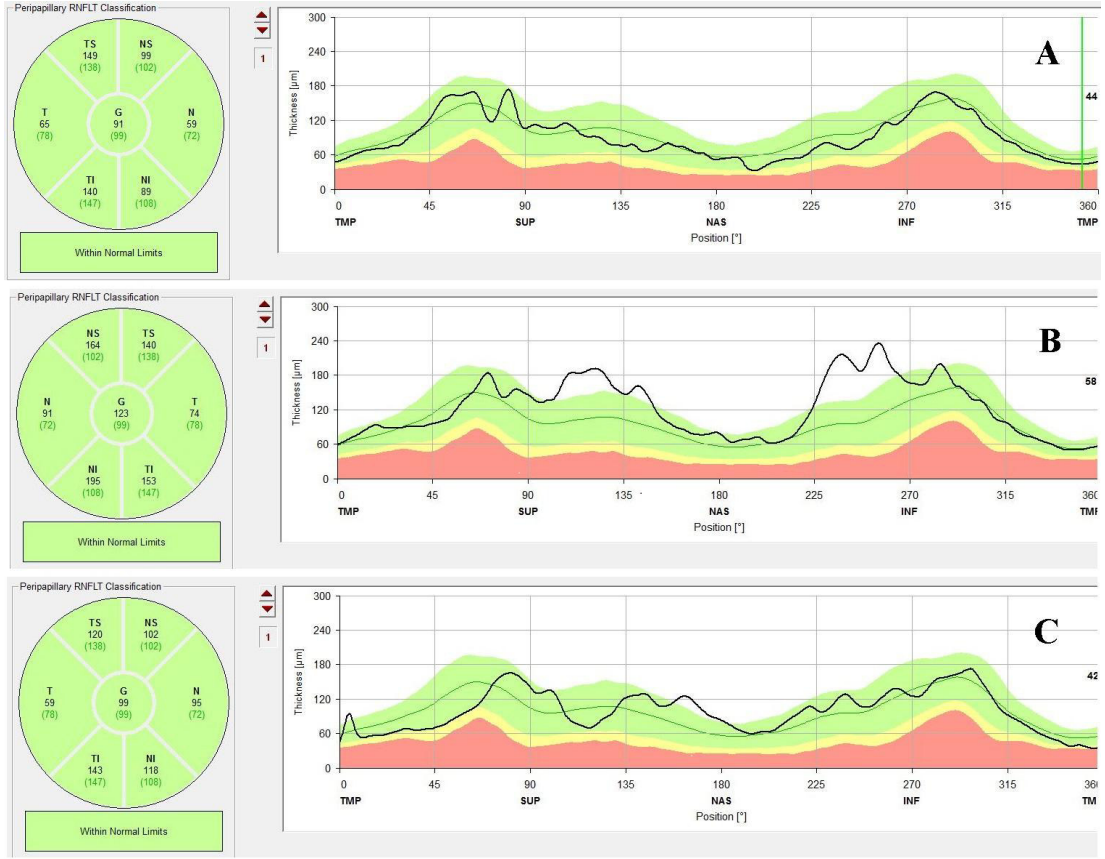 Peripapillary RNFLT Classification
TS 149 (138)
NS 99 (102)
T 65 (78)
G 91 (99)
N 59 (72)
TI 140 (147)
NI 89 (108)
Within Normal Limits
1
Thickness [µm]
300
240
180
120
60
0
A
44
0 45 90 135 180 225 270 315 360
TMP SUP NAS INF TMP
Position [°]
Peripapillary RNFLT Classification
NS 164 (102)
TS 140 (138)
N 91 (72)
G 123 (99)
T 74 (78)
NI 195 (108)
TI 153 (147)
Within Normal Limits
1
Thickness [µm]
300
240
180
120
60
0
B
58
0 45 90 135 180 225 270 315 360
TMP SUP NAS INF TMP
Position [°]
Peripapillary RNFLT Classification
TS 120 (138)
NS 102 (102)
T 59 (78)
G 99 (99)
N 95 (72)
TI 143 (147)
NI 118 (108)
Within Normal Limits
1
Thickness [µm]
300
240
180
120
60
0
C
42
0 45 90 135 180 225 270 315 360
TMP SUP NAS INF TM
Position [°]